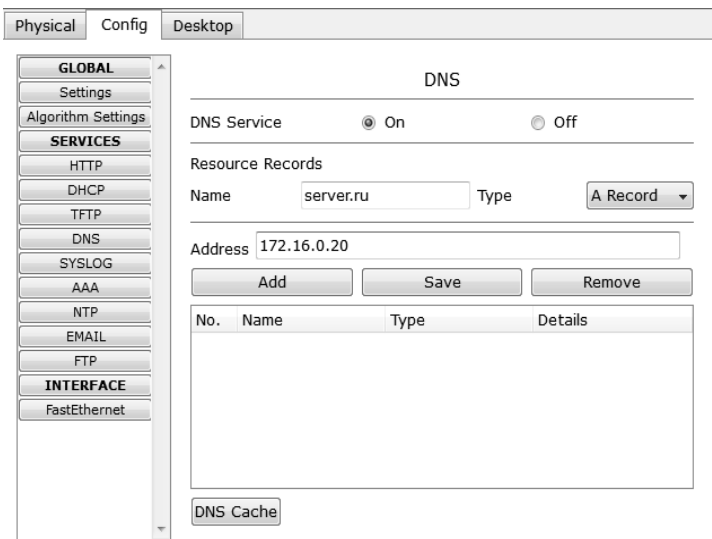 Physical Config Desktop
GLOBAL
Settings
Algorithm Settings
SERVICES
HTTP
DHCP
TFTP
DNS
SYSLOG
AAA
NTP
EMAIL
FTP
INTERFACE
FastEthernet
DNS
DNS Service On Off
Resource Records
Name server.ru Type A Record
Address 172.16.0.20
Add Save Remove
No. Name Type Details
DNS Cache